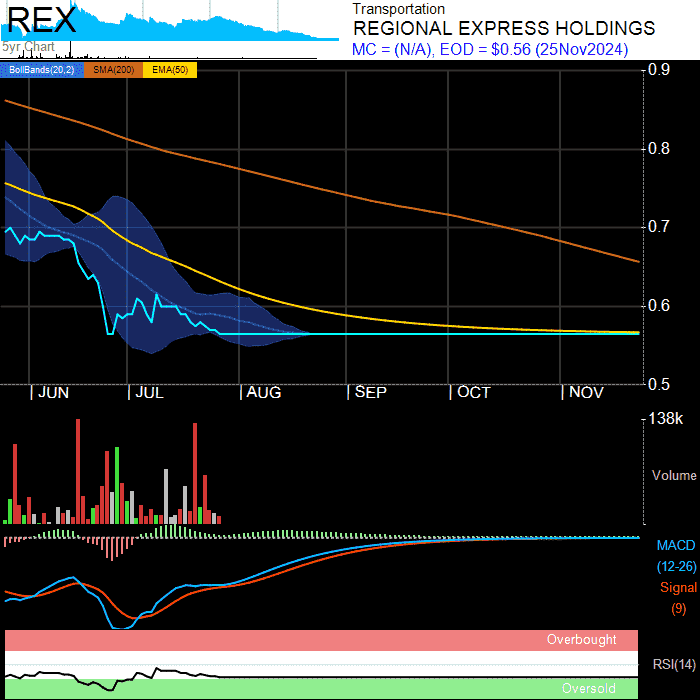 REX
5yr Chart
Transportation
REGIONAL EXPRESS HOLDINGS
MC = (N/A), EOD = $0.56 (25Nov2024)
BollBands(20,2) SMA(200) EMA(50)
0.9
0.8
0.7
0.6
0.5
JUN JUL AUG SEP OCT NOV
138k
Volume
MACD
(12-26)
Signal
(9)
Overbought
RSI(14)
Oversold